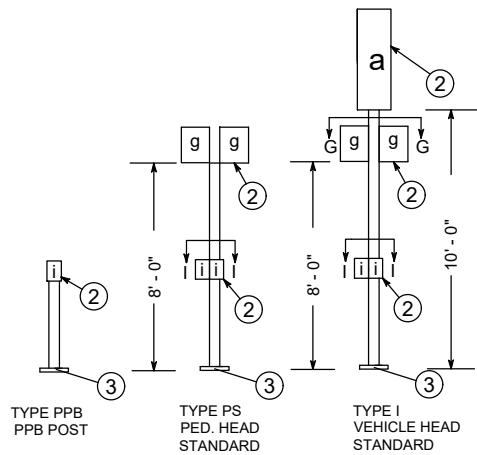 a
2
g g
2
G G
g g
2
8' - 0"
8' - 0"
10' - 0"
i
2
I i i I
2
I i i I
2
3
3
3
TYPE PPB
PPB POST
TYPE PS
PED. HEAD
STANDARD
TYPE I
VEHICLE HEAD
STANDARD